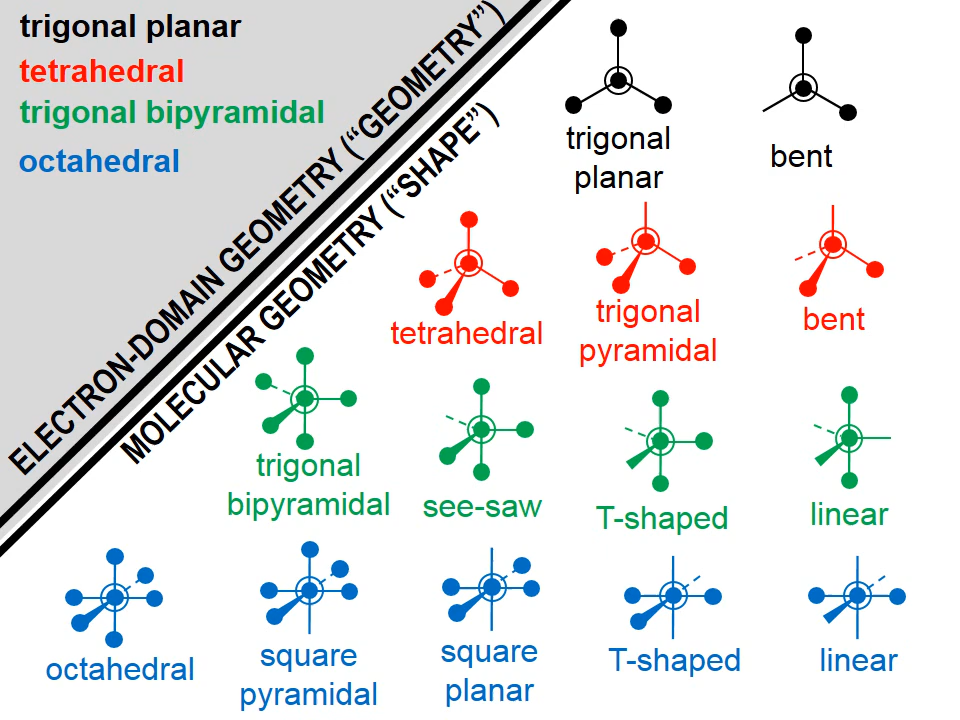 trigonal planar
tetrahedral
trigonal bipyramidal
octahedral
ELECTRON-DOMAIN GEOMETRY (“GEOMETRY”)
MOLECULAR GEOMETRY (“SHAPE”)
trigonal
planar
bent
tetrahedral
trigonal
pyramidal
bent
trigonal
bipyramidal
see-saw
T-shaped
linear
octahedral
square
pyramidal
square
planar
T-shaped
linear